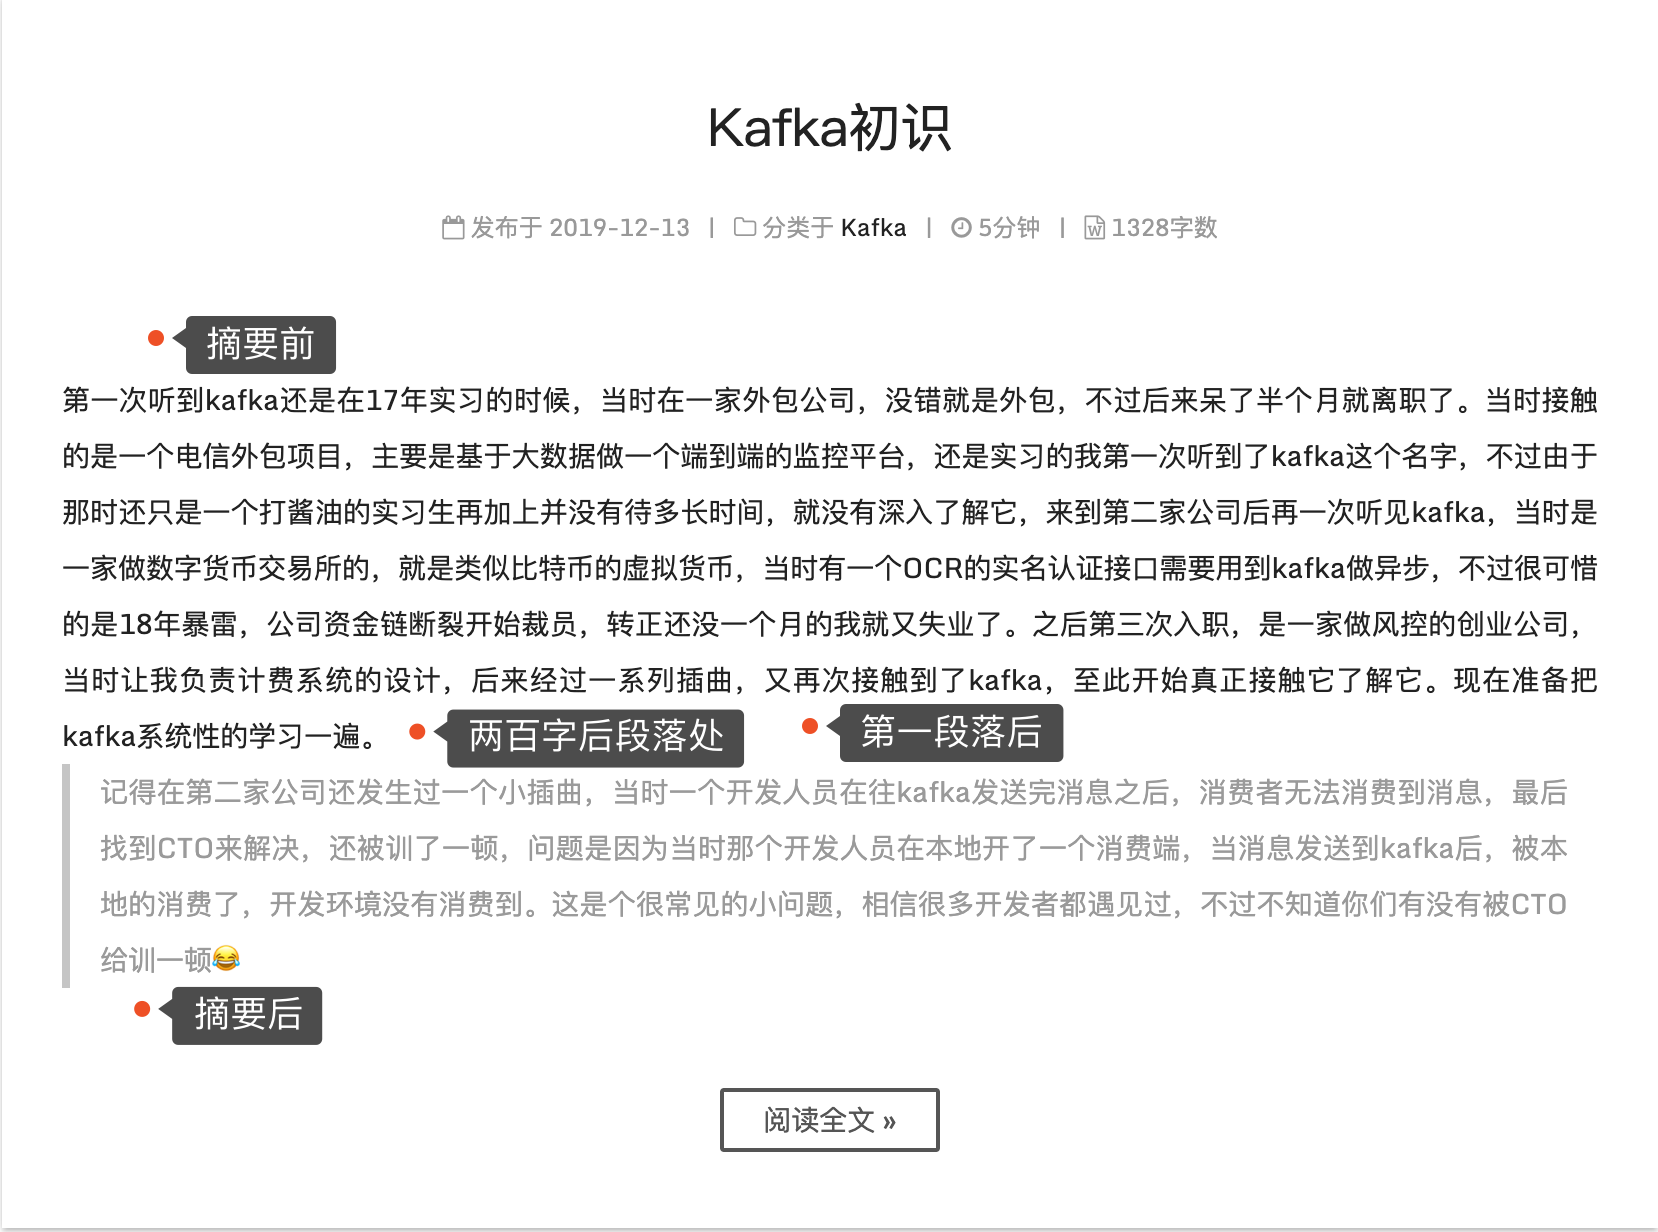 Kafka初识
发布于 2019-12-13 | 分类于 Kafka | 5分钟 | 1328字数
摘要前
第一次听到kafka还是在17年实习的时候，当时在一家外包公司，没错就是外包，不过后来呆了半个月就离职了。当时接触
的是一个电信外包项目，主要是基于大数据做一个端到端的监控平台，还是实习的我第一次听到了kafka这个名字，不过由于
那时还只是一个打酱油的实习生再加上并没有待多长时间，就没有深入了解它，来到第二家公司后再一次听见kafka，当时是
一家做数字货币交易所的，就是类似比特币的虚拟货币，当时有一个OCR的实名认证接口需要用到kafka做异步，不过很可惜
的是18年暴雷，公司资金链断裂开始裁员，转正还没一个月的我就又失业了。之后第三次入职，是一家做风控的创业公司，
当时让我负责计费系统的设计，后来经过一系列插曲，又再次接触到了kafka，至此开始真正接触它了解它。现在准备把
kafka系统性的学习一遍。 两百字后段落处 第一段落后
记得在第二家公司还发生过一个小插曲，当时一个开发人员在往kafka发送完消息之后，消费者无法消费到消息，最后
找到CTO来解决，还被训了一顿，问题是因为当时那个开发人员在本地开了一个消费端，当消息发送到kafka后，被本
地的消费了，开发环境没有消费到。这是个很常见的小问题，相信很多开发者都遇见过，不过不知道你们有没有被CTO
给训一顿😂
摘要后
阅读全文 »